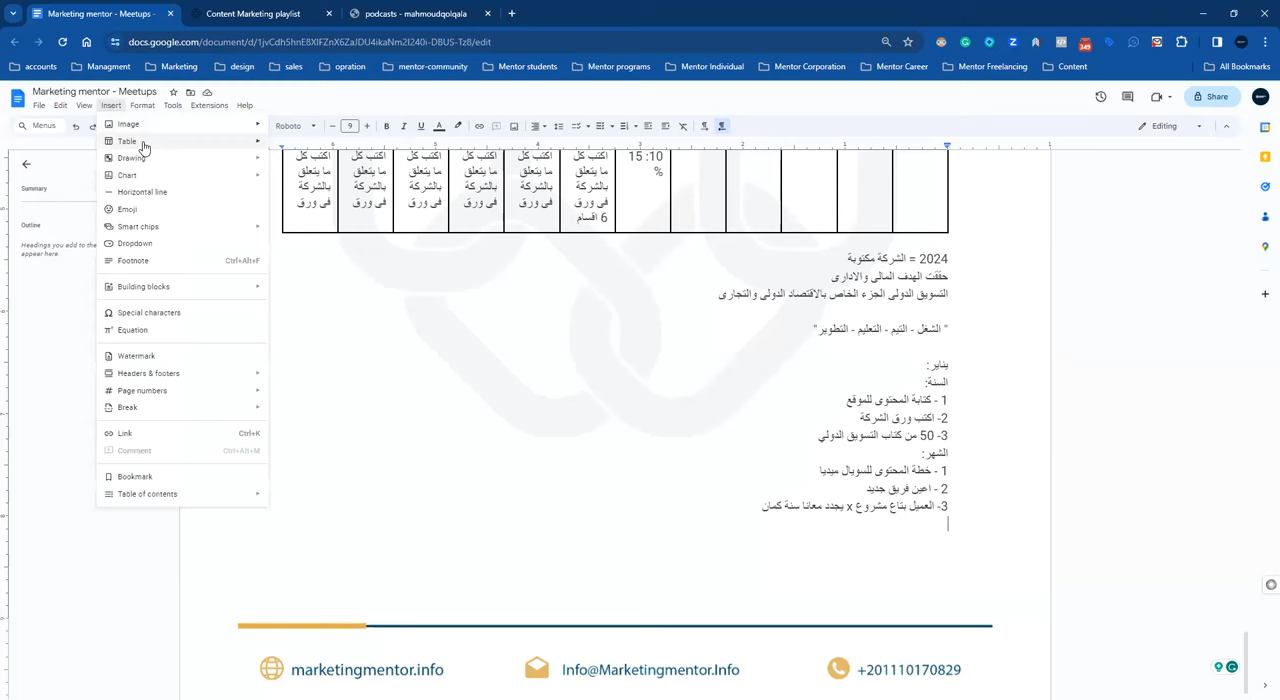 Marketing mentor - Meetups -
Content Marketing playlist
podcasts - mahmoudqoiqala
docs.google.com/document/d/1jvCdh5hnE8XIFZnX6ZaJDU4ikaNm2I240i-DBUS-Tz8/edit
accounts
Managment
Marketing
design
sales
opration
mentor-community
Mentor students
Mentor programs
Mentor Individual
Mentor Corporation
Mentor Career
Mentor Freelancing
Content
All Bookmarks
349
Marketing mentor - Meetups
File Edit View Insert Format Tools Extensions Help
Share
Menus
Roboto
9
Editing
Summary
Outline
Headings you add to the
appear here.
Image
Table
Drawing
Chart
Horizontal line
Emoji
Smart chips
Dropdown
Footnote Ctrl+Alt+F
Building blocks
Special characters
Equation
Watermark
Headers & footers
Page numbers
Break
Link Ctrl+K
Comment Ctrl+Alt+M
Bookmark
Table of contents
15 :10
%
اكتب كل
ما يتعلق
بالشركة
فى ورق
6 اقسام
اكتب كل
ما يتعلق
بالشركة
فى ورق
اكتب كل
ما يتعلق
بالشركة
فى ورق
اكتب كل
ما يتعلق
بالشركة
فى ورق
اكتب كل
ما يتعلق
بالشركة
فى ورق
اكتب كل
ما يتعلق
بالشركة
فى ورق
2024 = الشركة مكتوبة
حققت الهدف المالى والادارى
التسويق الدولى الجزء الخاص بالاقتصاد الدولى والتجارى
" الشغل - التيم - التعليم - التطوير"
يناير:
السنة:
1 - كتابة المحتوى للموقع
2- اكتب ورق الشركة
3- 50 من كتاب التسويق الدولي
الشهر:
1 - خطة المحتوى للسويال ميديا
2 - اعين فريق جديد
3- العميل بتاع مشروع x يجدد معانا سنة كمان
marketingmentor.info
Info@MarketingMentor.Info
+201110170829